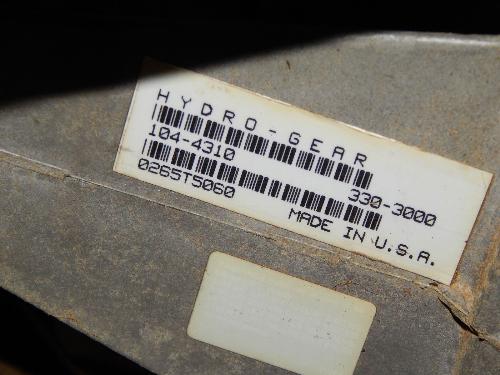 HYDRO-GEAR
104-4310 330-3000
0265T5060 MADE IN U.S.A.